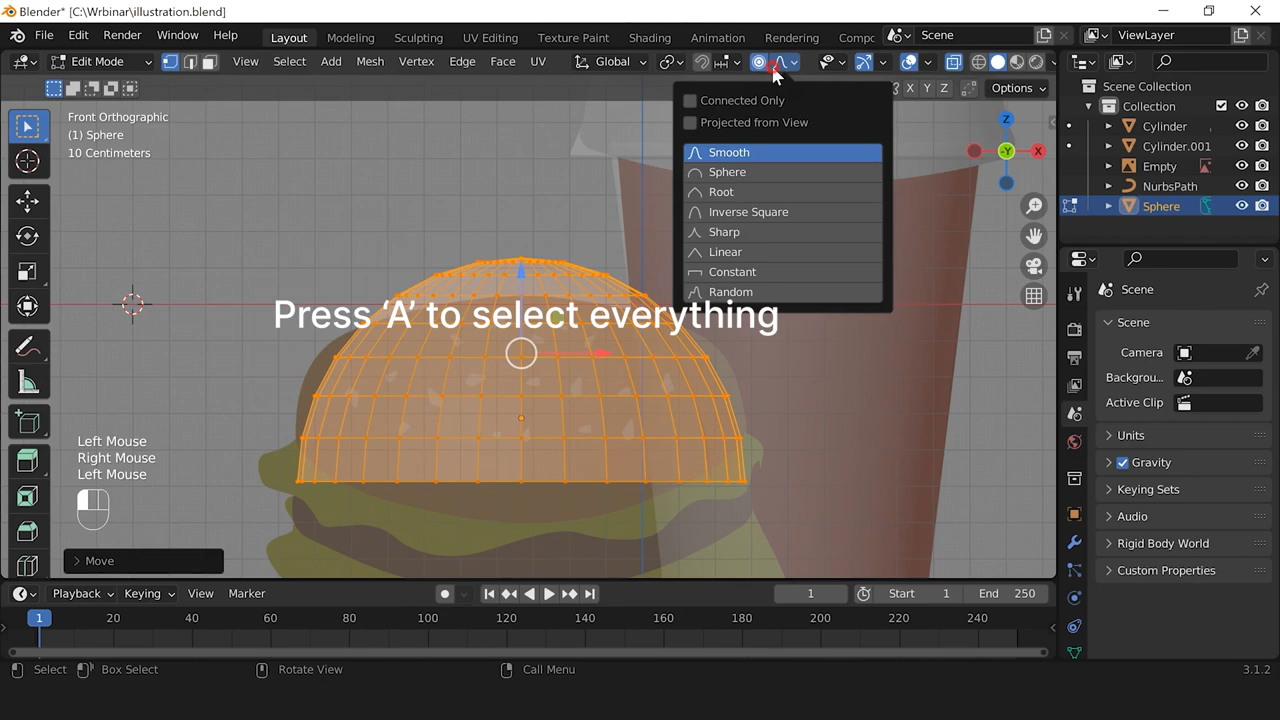 Blender* [C:\Wrbinar\illustration.blend]
File Edit Render Window Help
Layout Modeling Sculpting UV Editing Texture Paint Shading Animation Rendering Compc
Scene
ViewLayer
Edit Mode
View Select Add Mesh Vertex Edge Face UV
Global
X Y Z
Options
Front Orthographic
(1) Sphere
10 Centimeters
Connected Only
Projected from View
Smooth
Sphere
Root
Inverse Square
Sharp
Linear
Constant
Random
Press ‘A’ to select everything
Left Mouse
Right Mouse
Left Mouse
Move
Z
-Y
X
Scene Collection
Collection
Cylinder
Cylinder.001
Empty
NurbsPath
Sphere
Scene
Scene
Camera
Backgrou...
Active Clip
Units
Gravity
Keying Sets
Audio
Rigid Body World
Custom Properties
Playback Keying View Marker
1
Start 1
End 250
1 20 40 60 80 100 120 140 160 180 200 220 240
Select Box Select Rotate View Call Menu
3.1.2